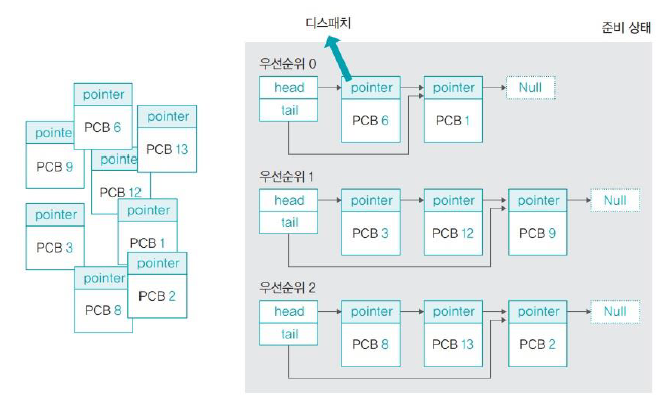 디스패치
준비 상태
pointer
PCB 6
pointer
PCB 13
pointe
PCB 9
pointe
PCB 12
pointer
PCB 3
pointer
PCB 1
pointer
PCB 2
pointer
PCB 8
우선순위 0
head
tail
pointer
PCB 6
pointer
PCB 1
Null
우선순위 1
head
tail
pointer
PCB 3
pointer
PCB 12
pointer
PCB 9
Null
우선순위 2
head
tail
pointer
PCB 8
pointer
PCB 13
pointer
PCB 2
Null